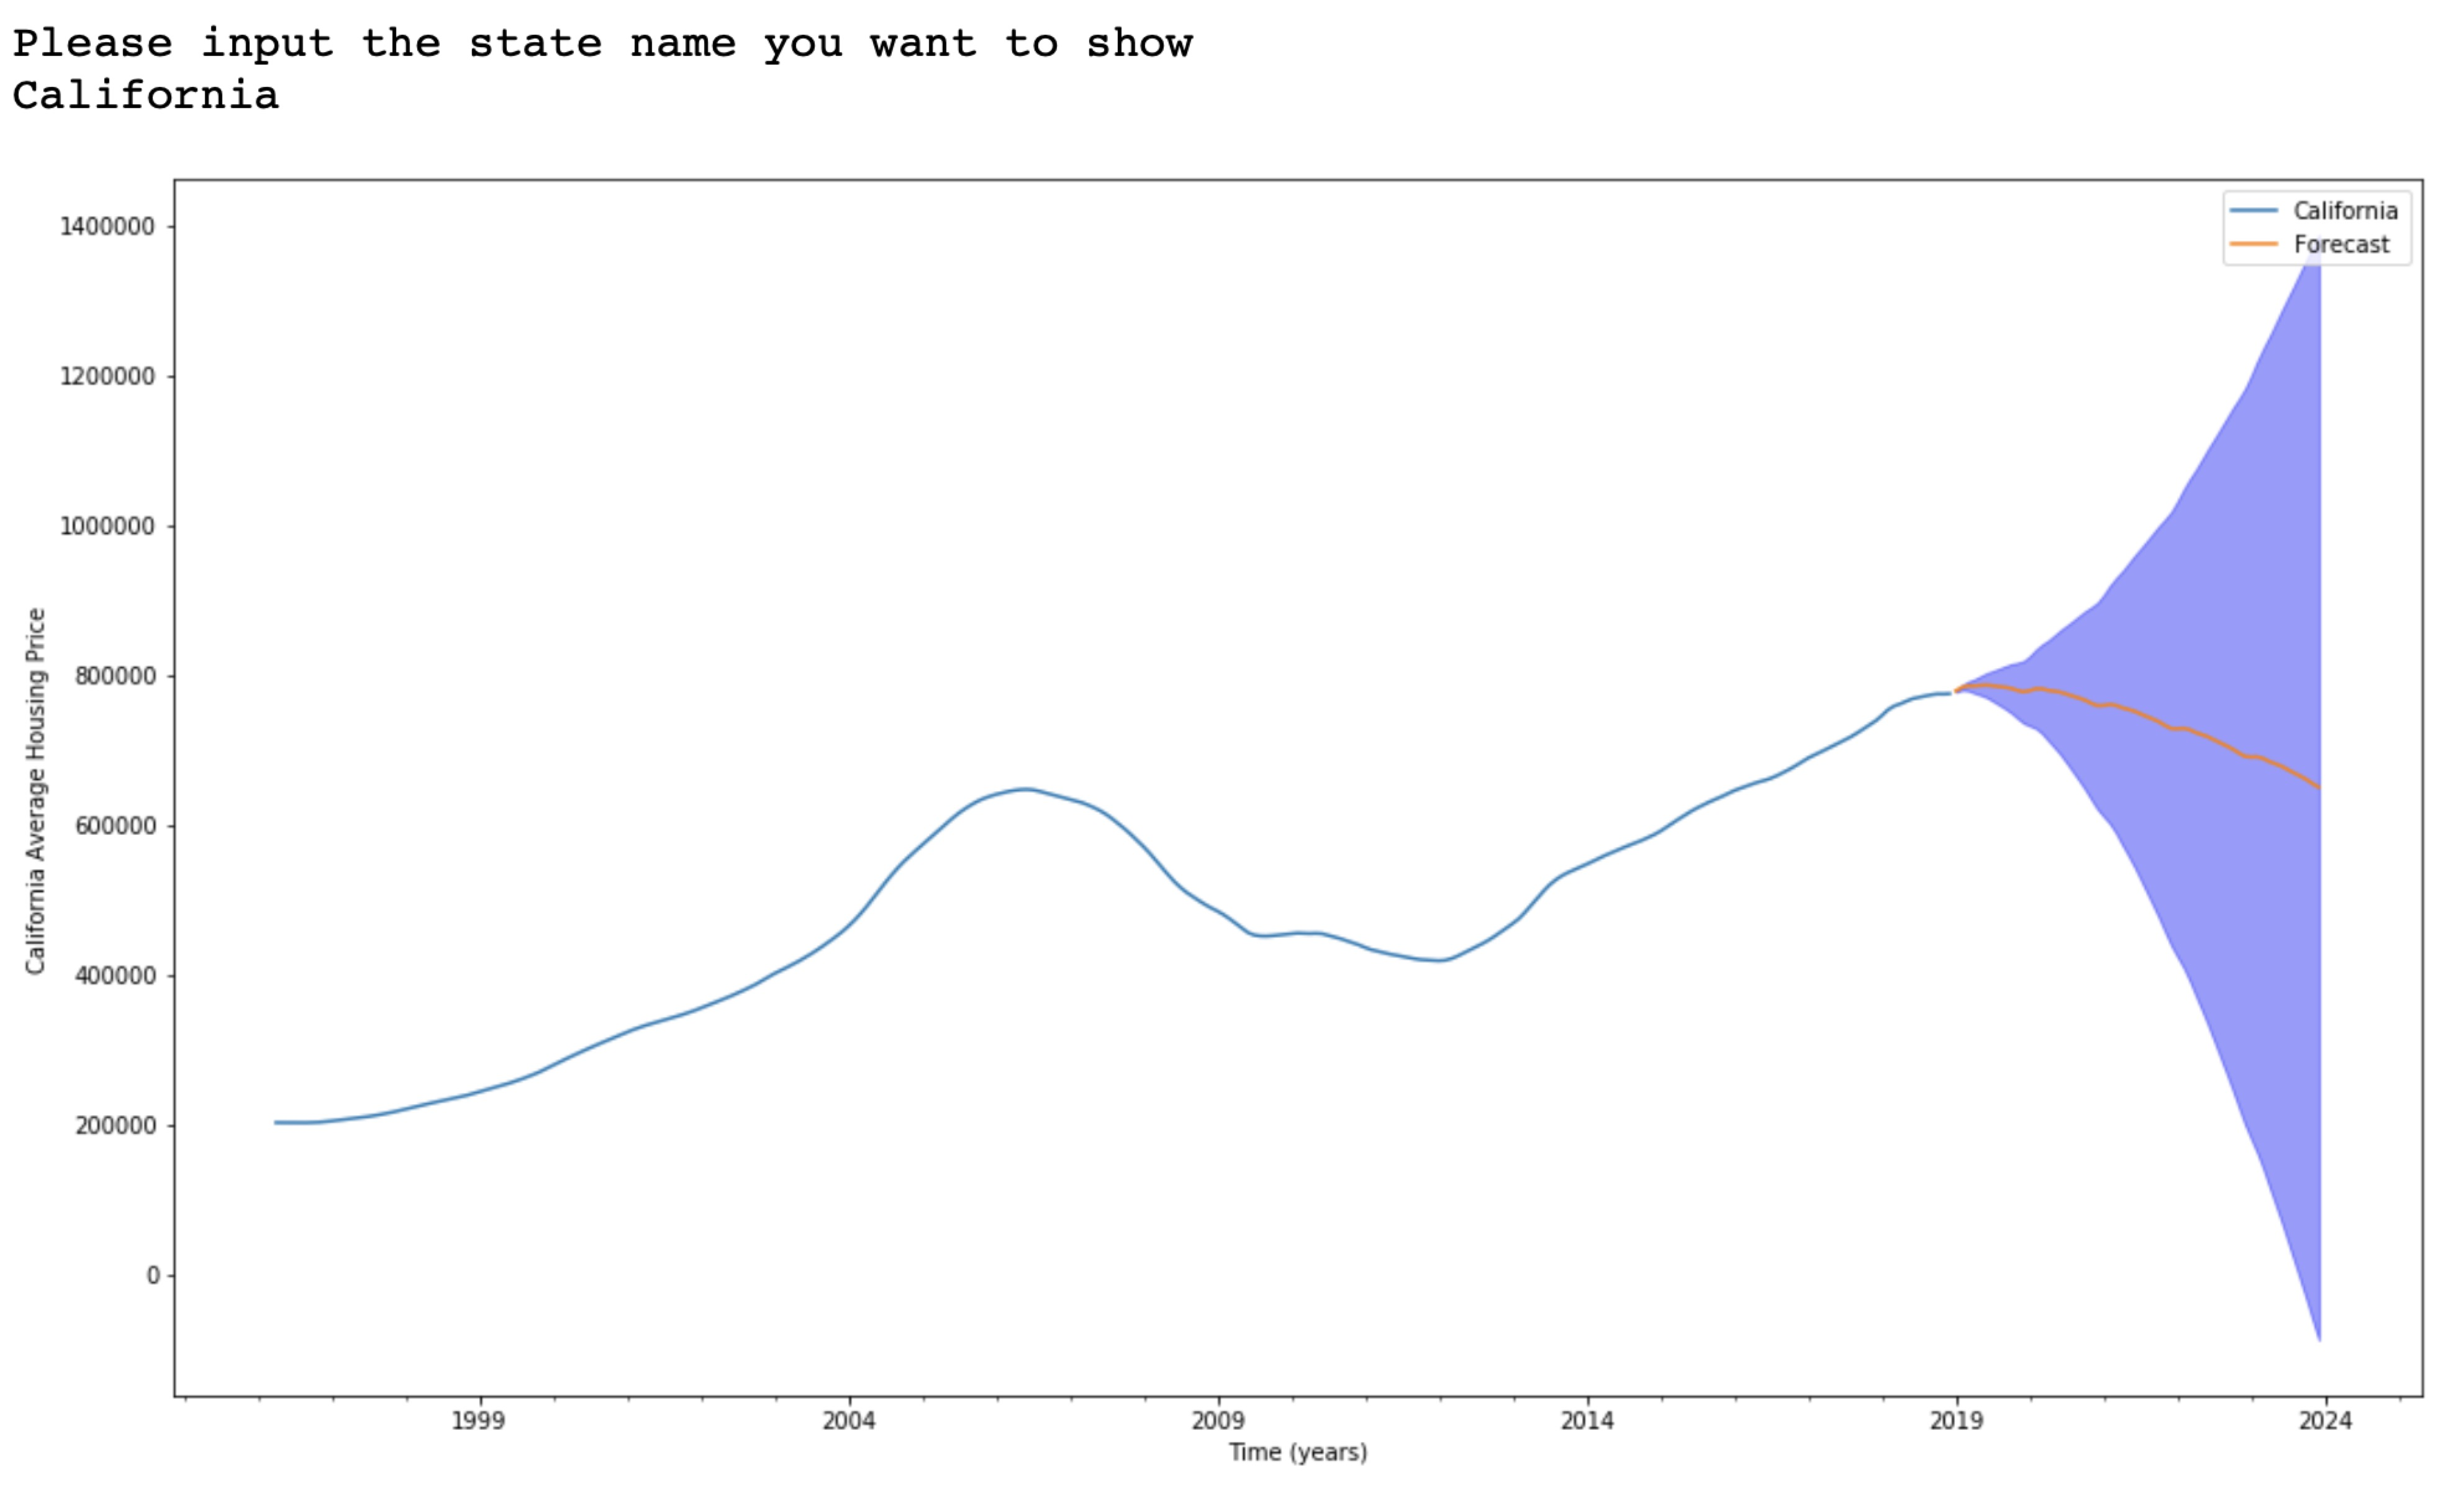 Please input the state name you want to show
California
California
Forecast
1400000
1200000
1000000
800000
600000
400000
200000
0
California Average Housing Price
1999 2004 2009 2014 2019 2024
Time (years)